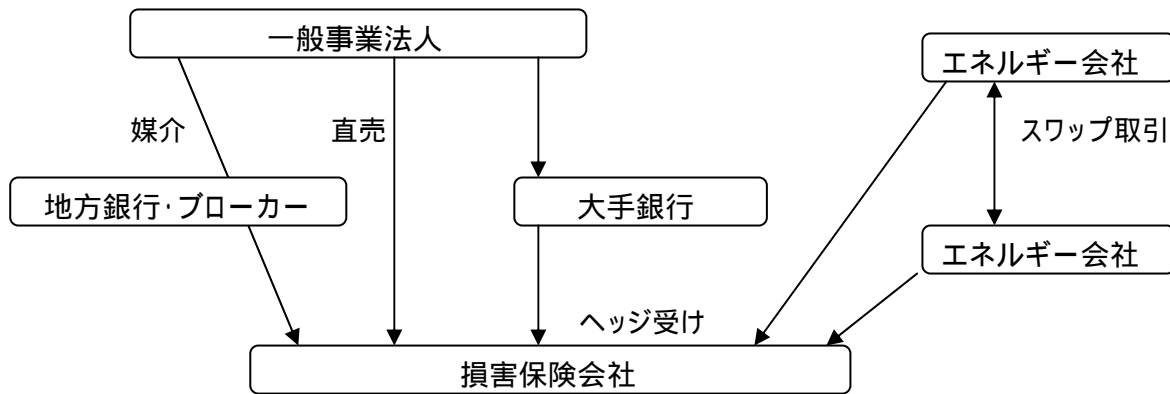 一般事業法人
エネルギー会社
媒介
直売
スワップ取引
地方銀行・ブローカー
大手銀行
エネルギー会社
ヘッジ受け
損害保険会社